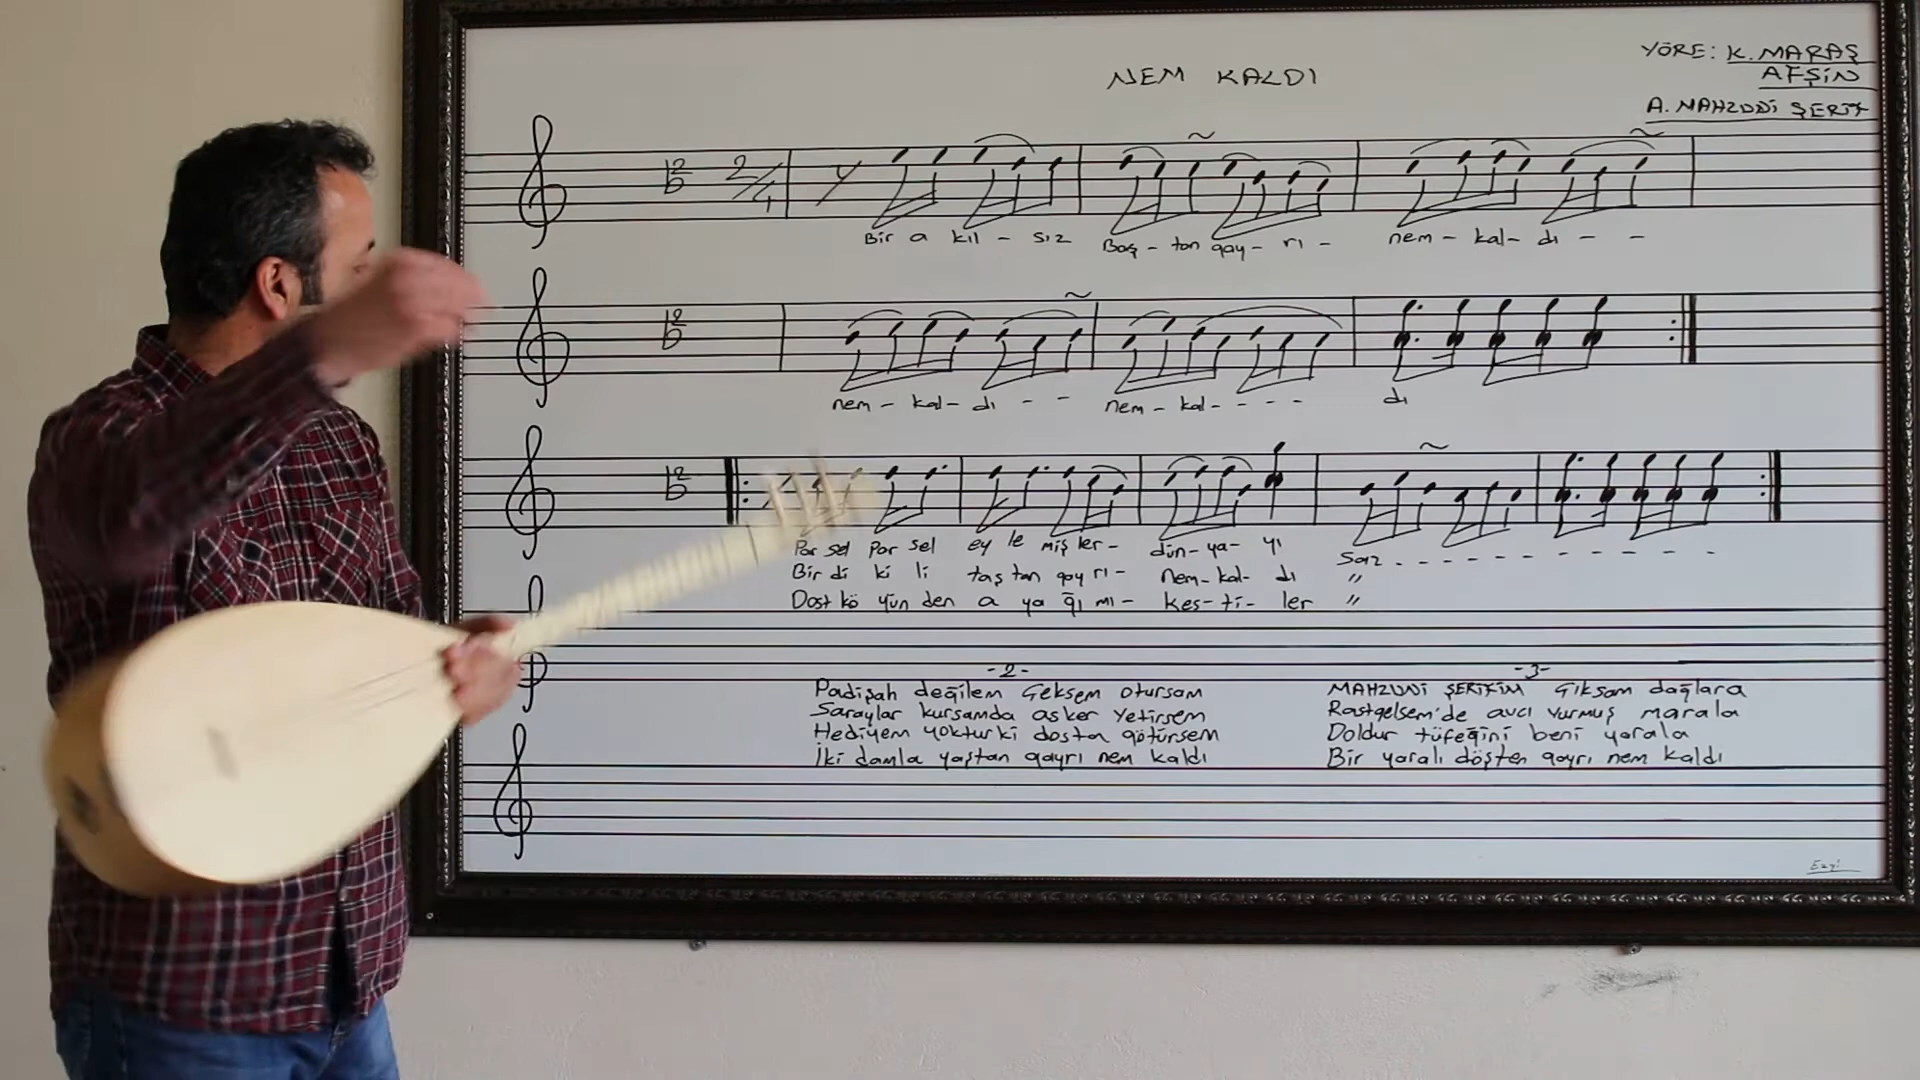 NEM KALDI
YÖRE: K. MARAŞ
AFŞİN
A. MAHZUNİ ŞERİF
2/4
Bir a kıl - sız Baş - tan gay - rı - nem - kal - dı - -
nem - kal - dı - - nem - kal - - - - dı
Par sel Par sel ey le miş ler - dün - ya - yı Saz - - - - - - - - -
Bir di ki li taş tan gay rı - nem - kal - dı "
Dost kö yün den a ya ğı mı - kes - ti - ler "
- 2 -
Padişah değilem Çeksem otursam
Saraylar kursamda asker yetirsem
Hediyem yokturki dosta götürsem
İki damla yaştan gayrı nem kaldı
- 3 -
MAHZUNİ ŞERİFİM Çıksam dağlara
Rastgelsem'de avcı vurmuş marala
Doldur tüfeğini beni yarala
Bir yaralı döşten gayrı nem kaldı
Ezgi